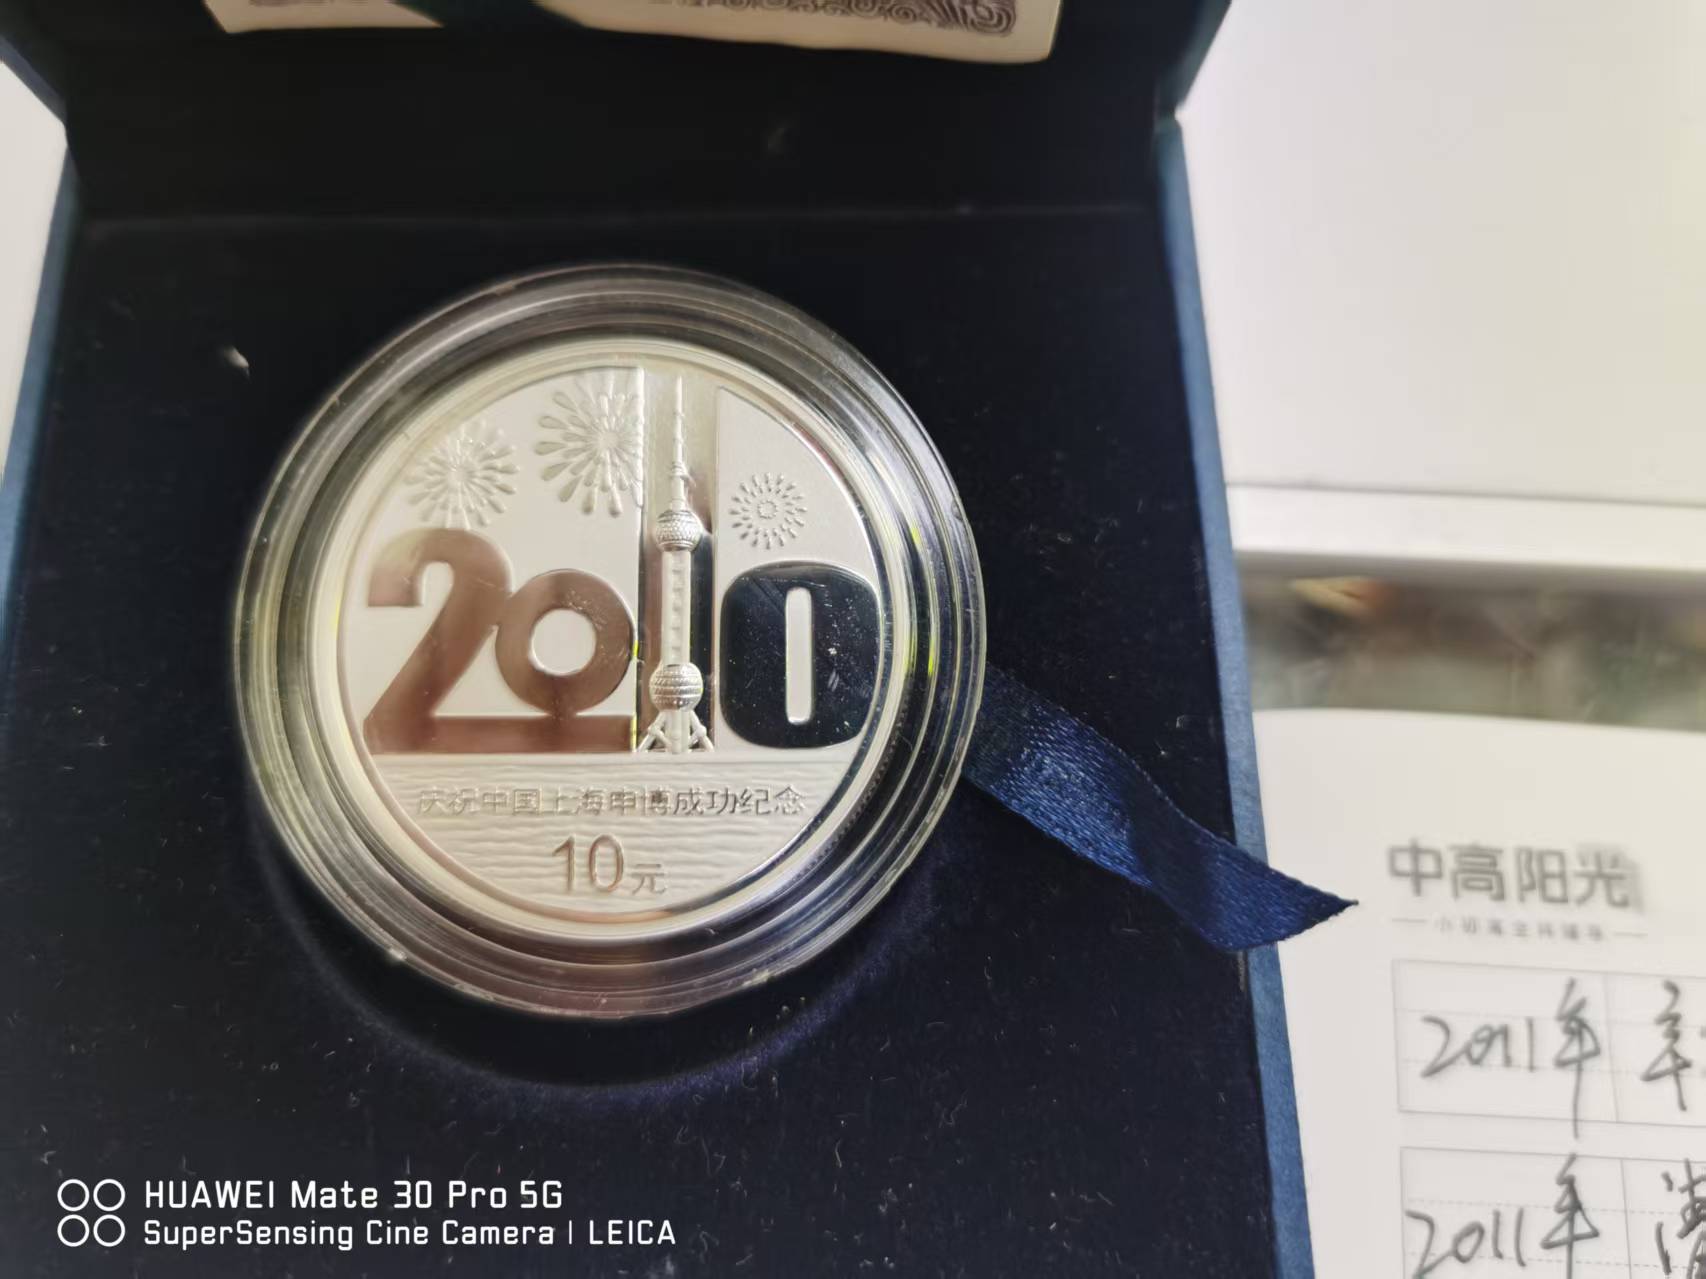 2010
庆祝中国上海申博成功纪念
10元
中高阳光
2011年
2011年
HUAWEI Mate 30 Pro 5G
SuperSensing Cine Camera | LEICA